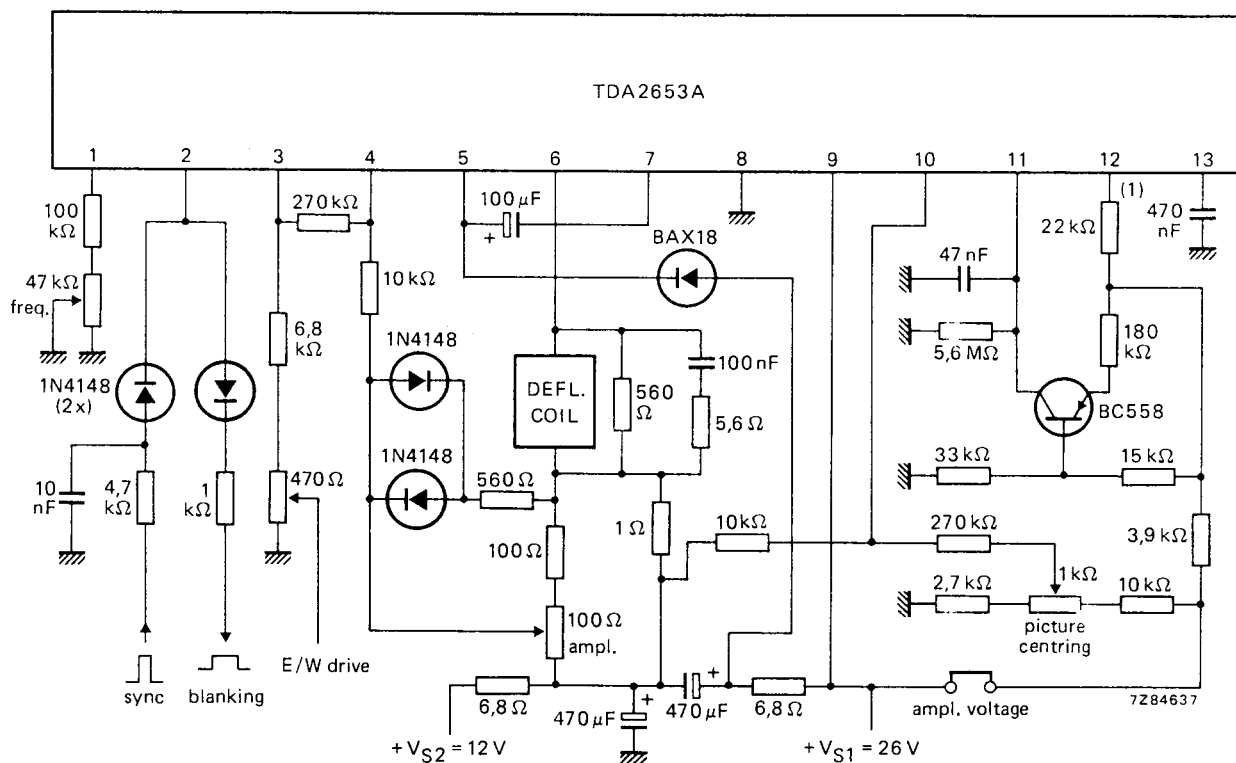 TDA2653A
1 2 3 4 5 6 7 8 9 10 11 12 13
(1)
100 kΩ
47 kΩ
freq.
1N4148
(2x)
10 nF
4,7 kΩ
1 kΩ
sync
blanking
270 kΩ
6,8 kΩ
470 Ω
E/W drive
10 kΩ
1N4148
1N4148
560 Ω
100 µF
+
BAX18
DEFL.
COIL
560 Ω
100 nF
5,6 Ω
100 Ω
100 Ω
ampl.
1 Ω
10 kΩ
6,8 Ω
470 µF
+
470 µF
+
6,8 Ω
+ VS2 = 12 V
+ VS1 = 26 V
47 nF
5,6 MΩ
22 kΩ
470 nF
180 kΩ
BC558
33 kΩ
15 kΩ
270 kΩ
3,9 kΩ
2,7 kΩ
1 kΩ
10 kΩ
picture
centring
ampl. voltage
7Z84637